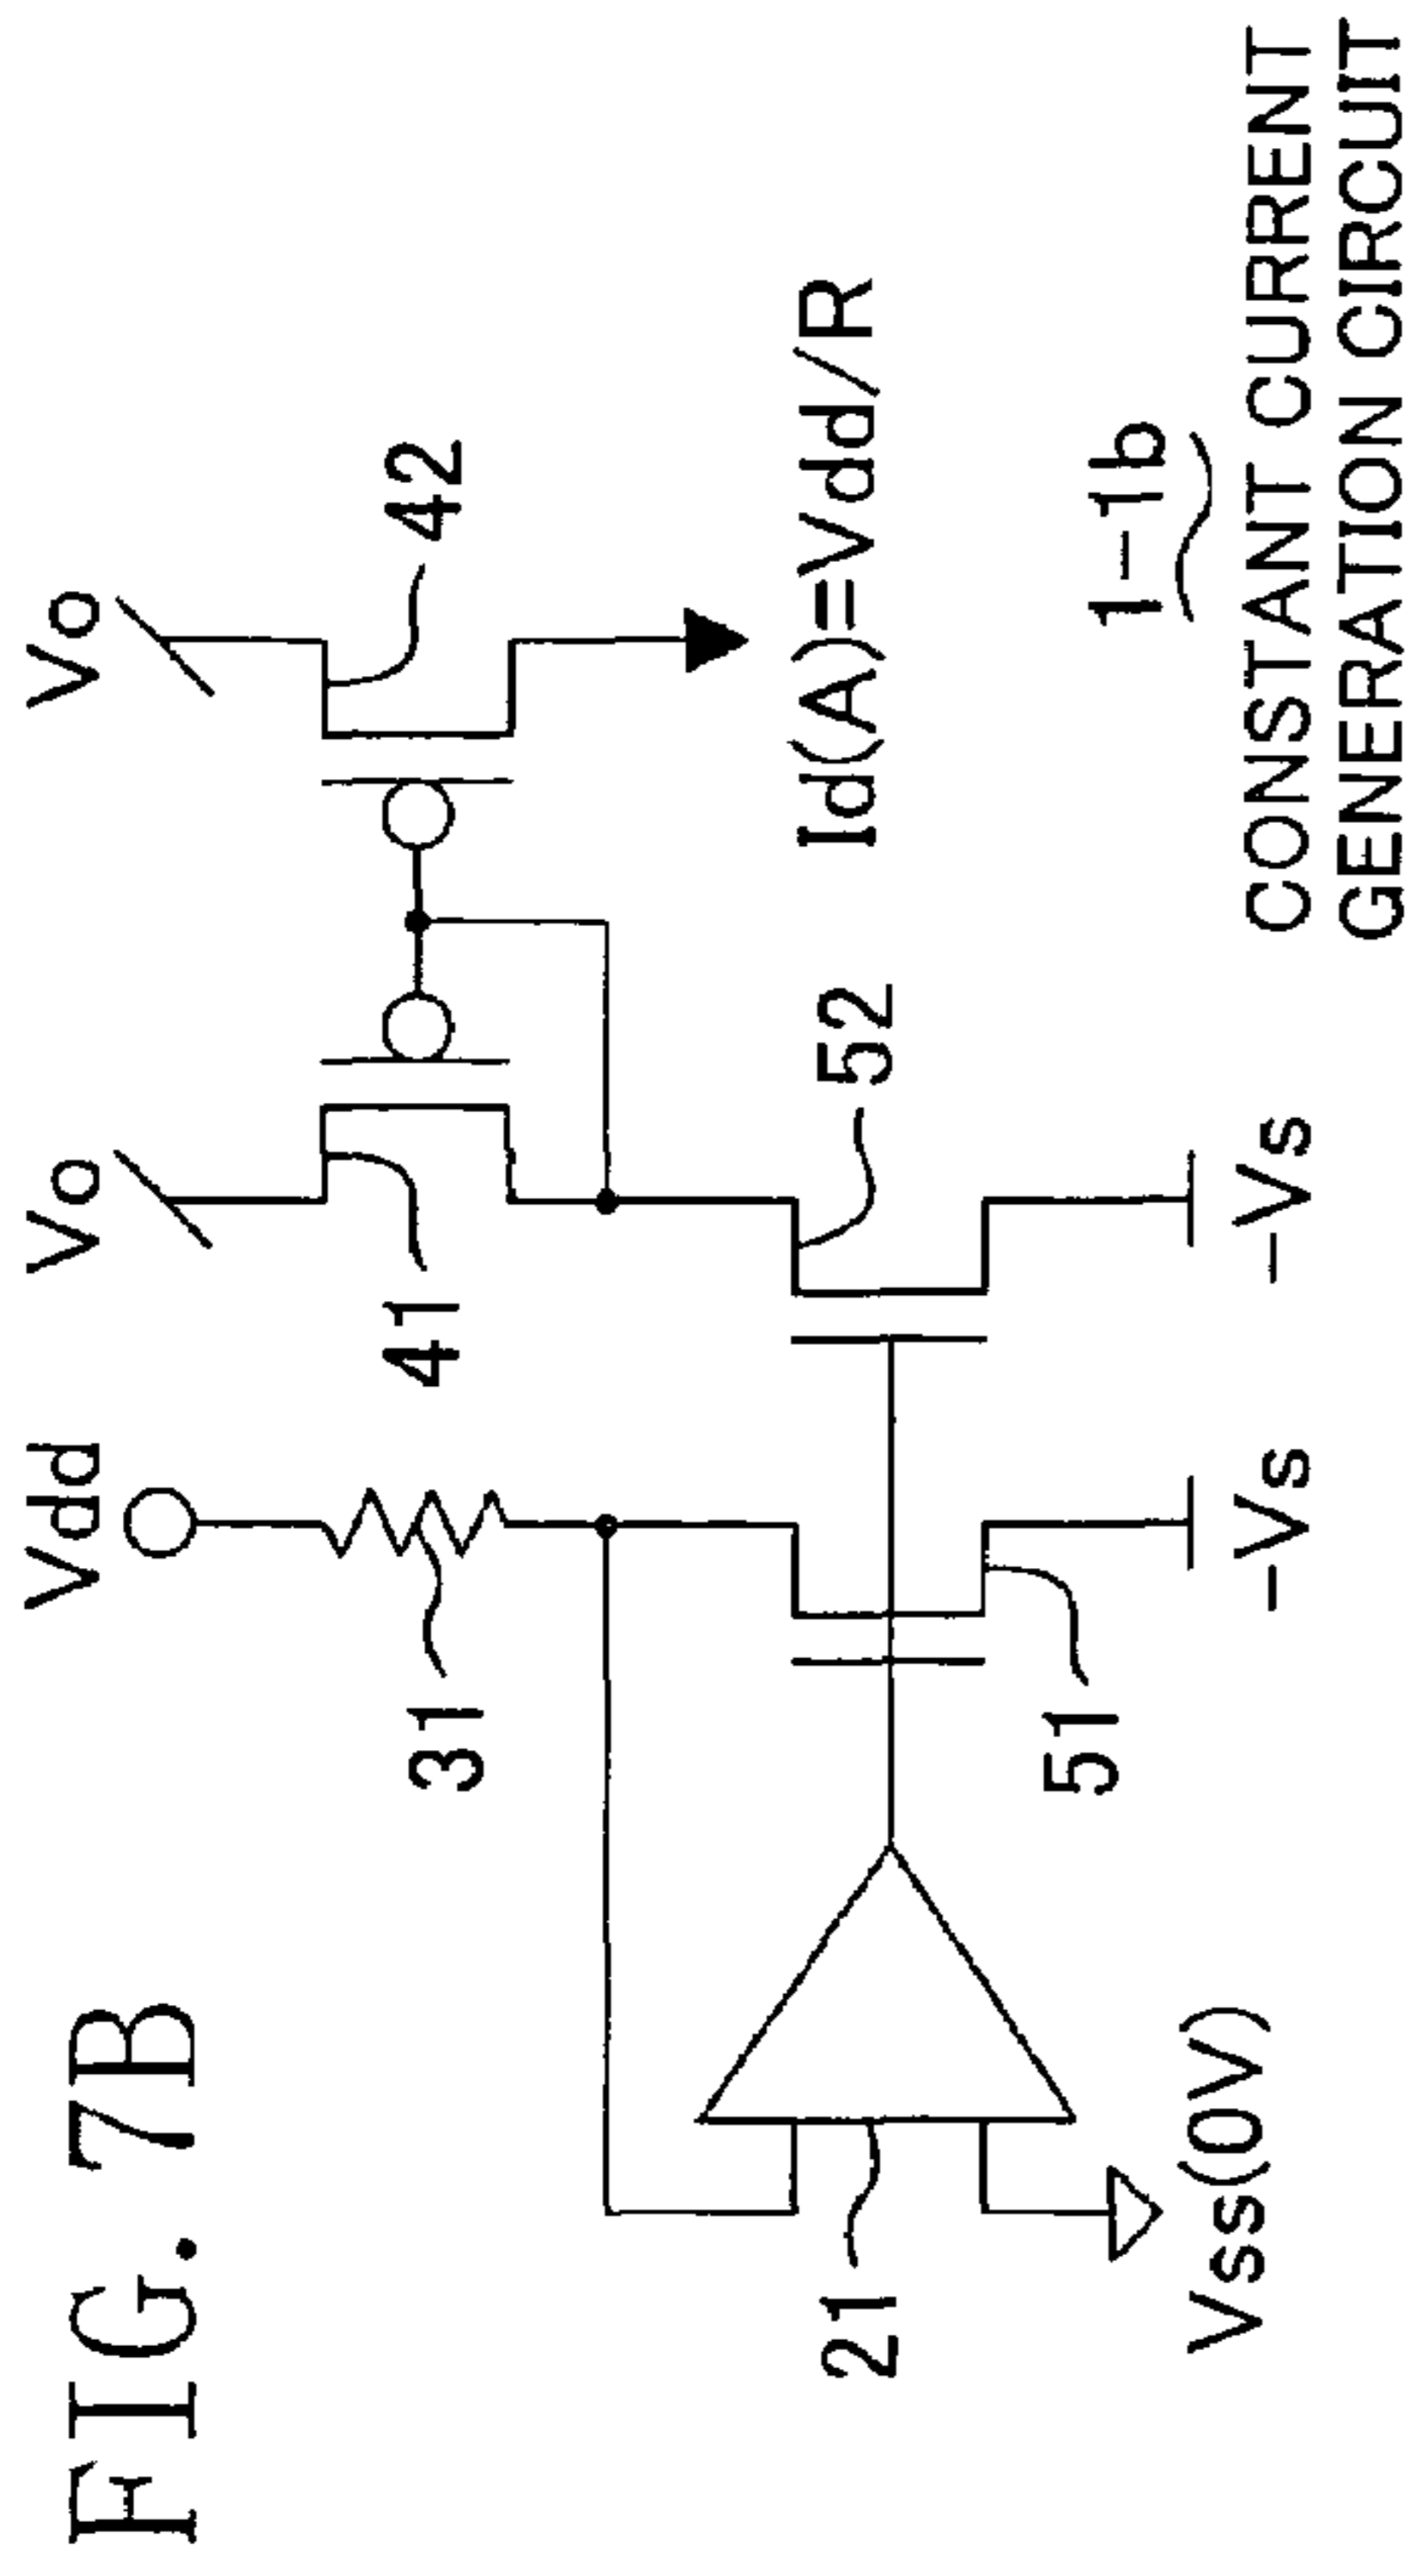 FIG. 7B
Vdd
Vo
Vo
31
41
42
21
51
52
Id(A)=Vdd/R
Vss(0V)
-Vs
-Vs
1-1b
CONSTANT CURRENT
GENERATION CIRCUIT